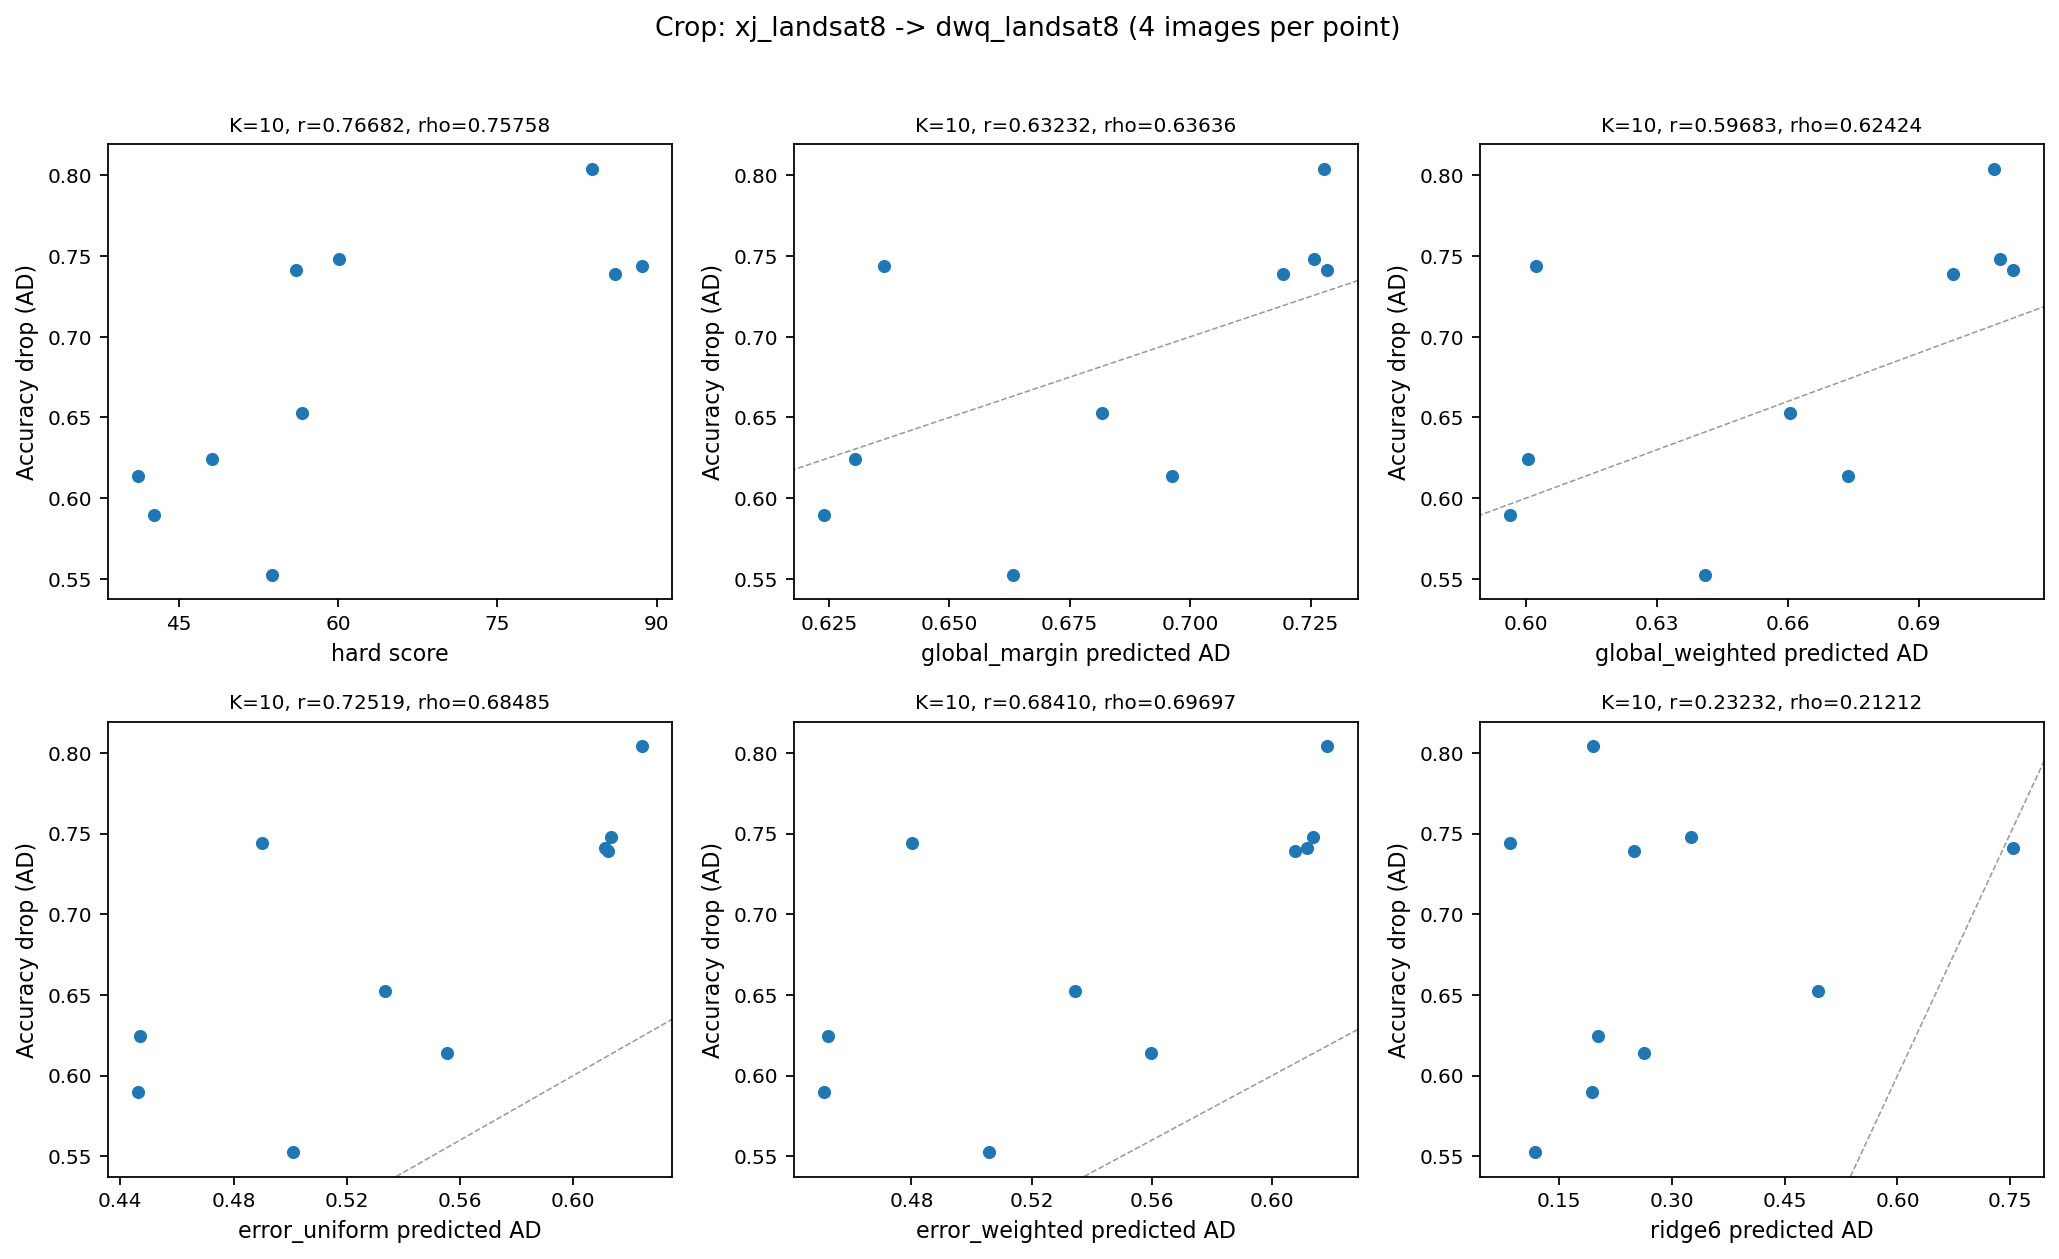 Crop: xj_landsat8 -> dwq_landsat8 (4 images per point)
K=10, r=0.76682, rho=0.75758
Accuracy drop (AD)
0.80
0.75
0.70
0.65
0.60
0.55
45 60 75 90
hard score
K=10, r=0.63232, rho=0.63636
Accuracy drop (AD)
0.80
0.75
0.70
0.65
0.60
0.55
0.625 0.650 0.675 0.700 0.725
global_margin predicted AD
K=10, r=0.59683, rho=0.62424
Accuracy drop (AD)
0.80
0.75
0.70
0.65
0.60
0.55
0.60 0.63 0.66 0.69
global_weighted predicted AD
K=10, r=0.72519, rho=0.68485
Accuracy drop (AD)
0.80
0.75
0.70
0.65
0.60
0.55
0.44 0.48 0.52 0.56 0.60
error_uniform predicted AD
K=10, r=0.68410, rho=0.69697
Accuracy drop (AD)
0.80
0.75
0.70
0.65
0.60
0.55
0.48 0.52 0.56 0.60
error_weighted predicted AD
K=10, r=0.23232, rho=0.21212
Accuracy drop (AD)
0.80
0.75
0.70
0.65
0.60
0.55
0.15 0.30 0.45 0.60 0.75
ridge6 predicted AD